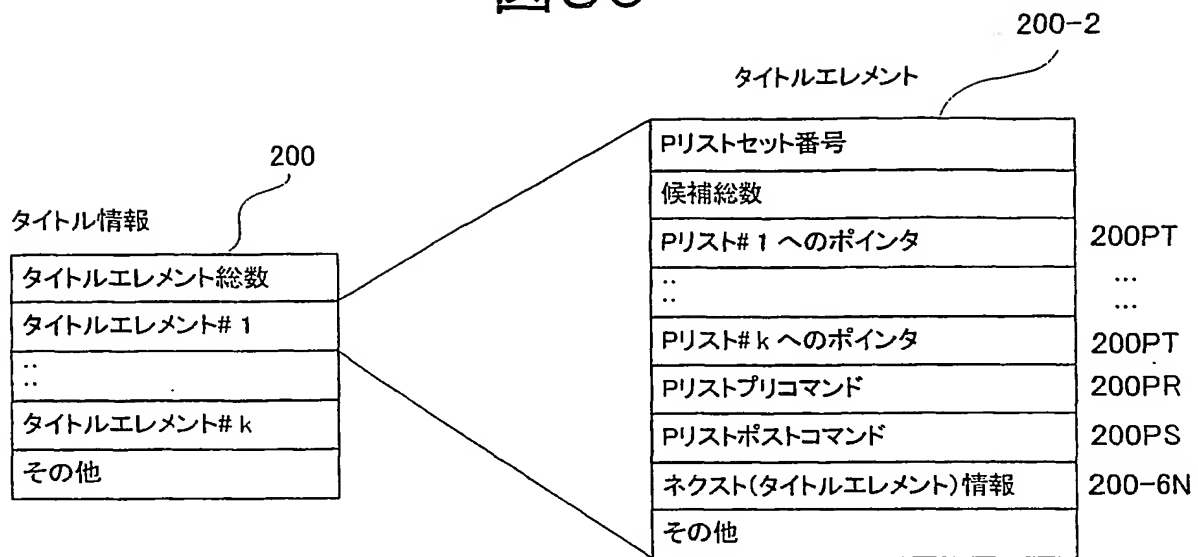 200-2
タイトルエレメント
200
タイトル情報
タイトルエレメント総数
タイトルエレメント#1
::
::
タイトルエレメント#k
その他
Pリストセット番号
候補総数
Pリスト#1へのポインタ 200PT
:: …
:: …
Pリスト#kへのポインタ 200PT
Pリストプリコマンド 200PR
Pリストポストコマンド 200PS
ネクスト(タイトルエレメント)情報 200-6N
その他